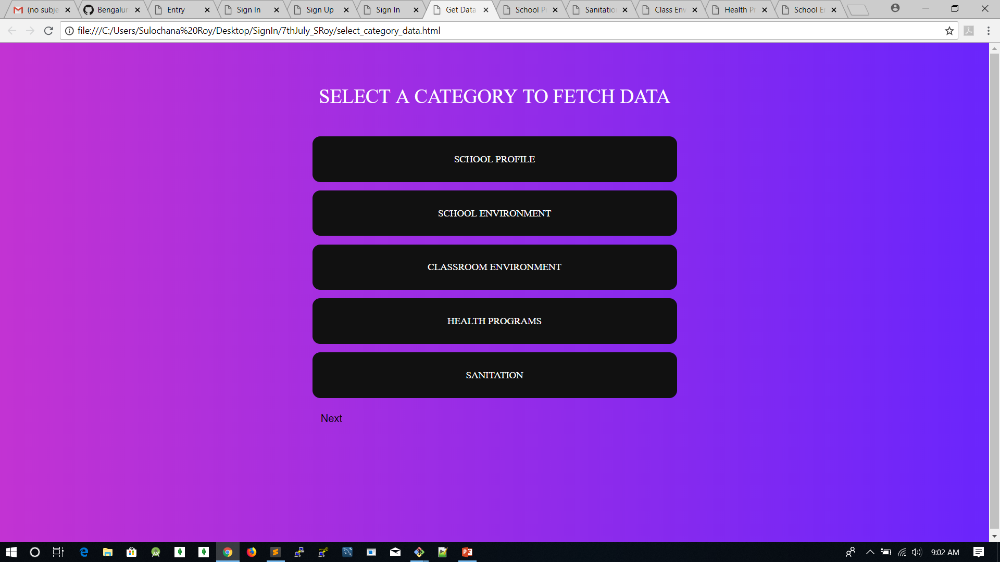 (no subje
Bengalur
Entry
Sign In
Sign Up
Sign In
Get Data
School P
Sanitatio
Class Env
Health Pr
School E
file:///C:/Users/Sulochana%20Roy/Desktop/SignIn/7thJuly_SRoy/select_category_data.html
SELECT A CATEGORY TO FETCH DATA
SCHOOL PROFILE
SCHOOL ENVIRONMENT
CLASSROOM ENVIRONMENT
HEALTH PROGRAMS
SANITATION
Next
9:02 AM